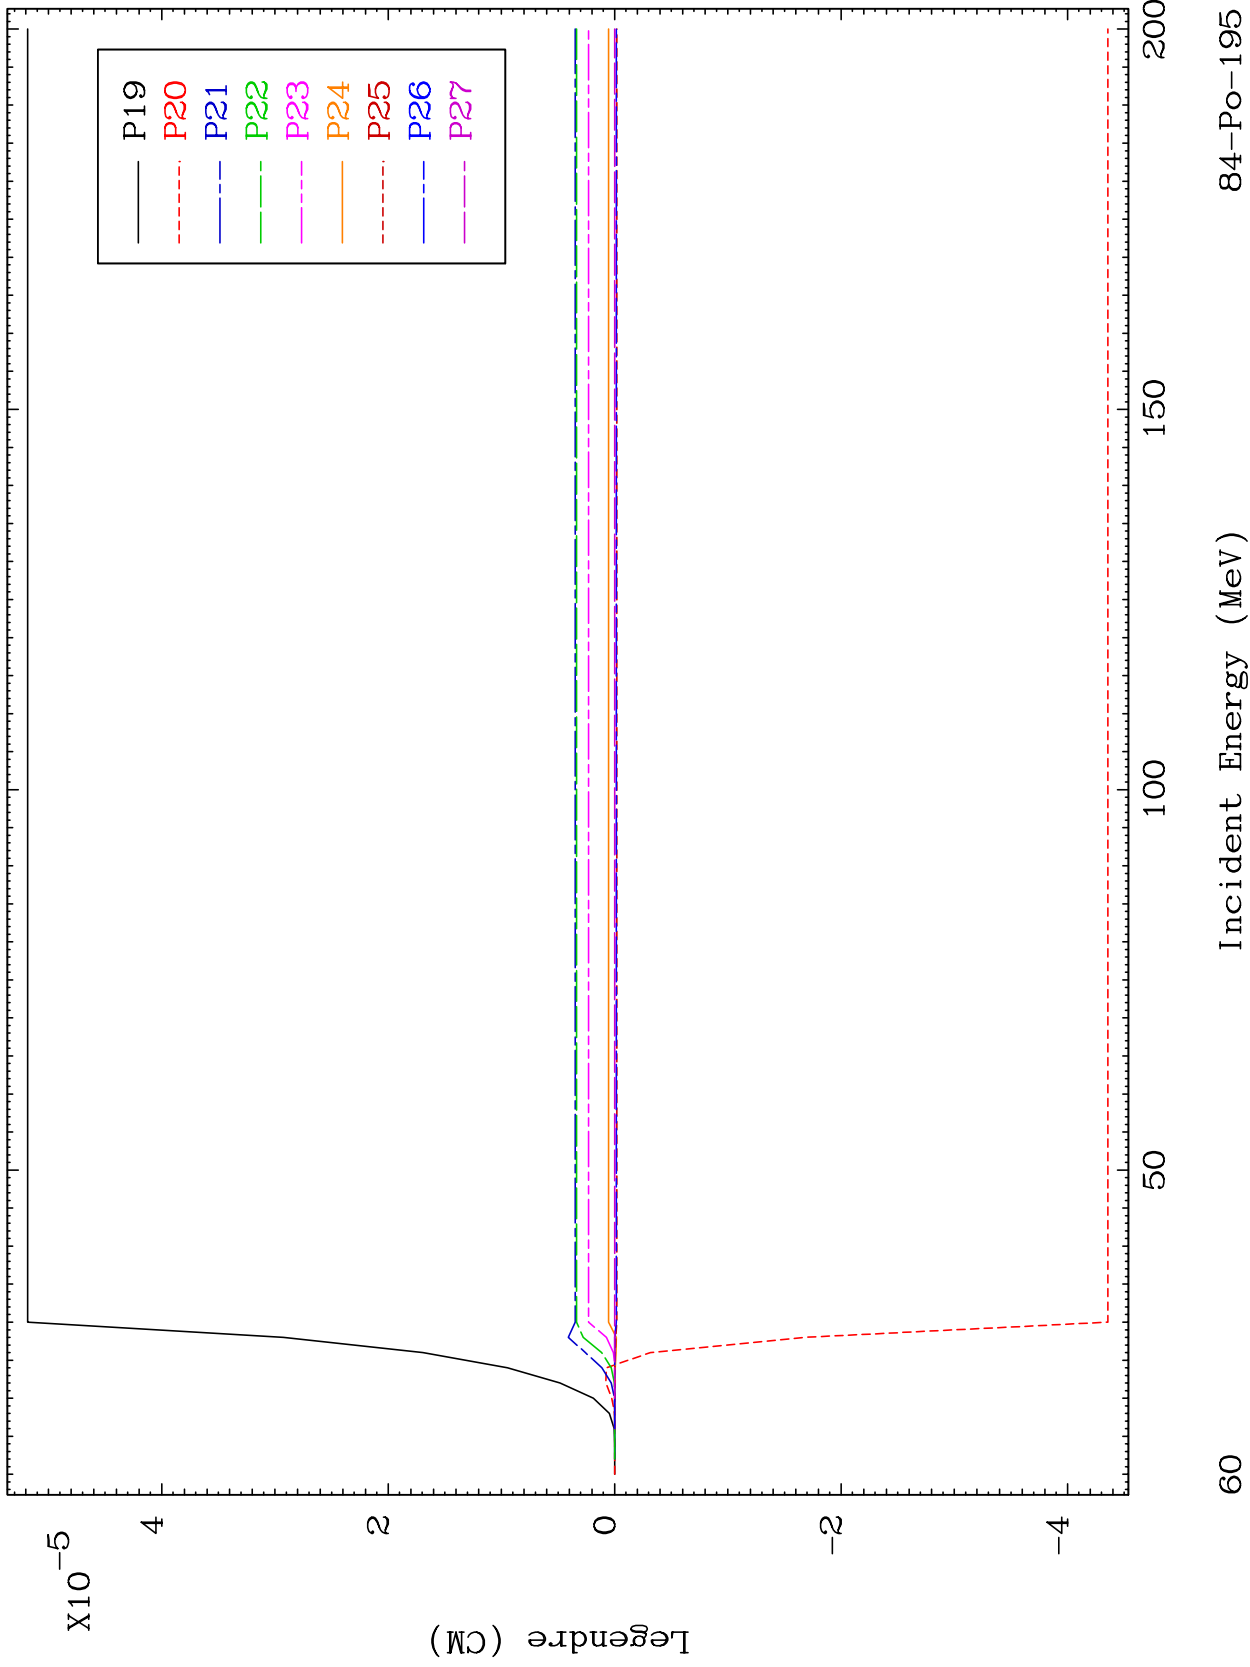 X10-5
Legendre (CM)
4
2
0
-2
-4
P19
P20
P21
P22
P23
P24
P25
P26
P27
50
100
150
200
60
Incident Energy (MeV)
84-Po-195